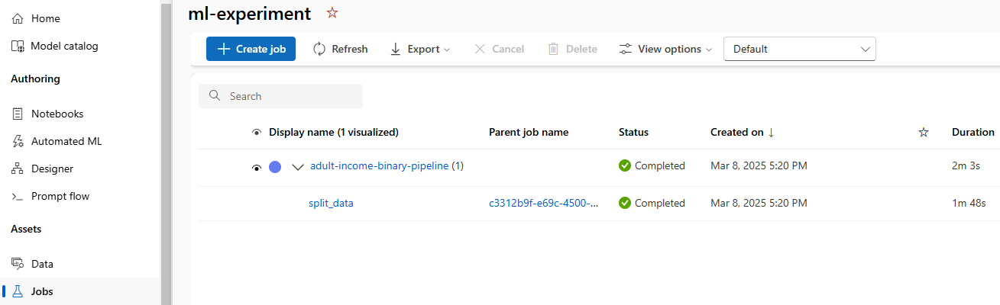 Home
Model catalog
Authoring
Notebooks
Automated ML
Designer
Prompt flow
Assets
Data
Jobs
ml-experiment
Create job Refresh Export Cancel Delete View options Default
Search
Display name (1 visualized) Parent job name Status Created on ↓ Duration
adult-income-binary-pipeline (1) Completed Mar 8, 2025 5:20 PM 2m 3s
split_data c3312b9f-e69c-4500-... Completed Mar 8, 2025 5:20 PM 1m 48s